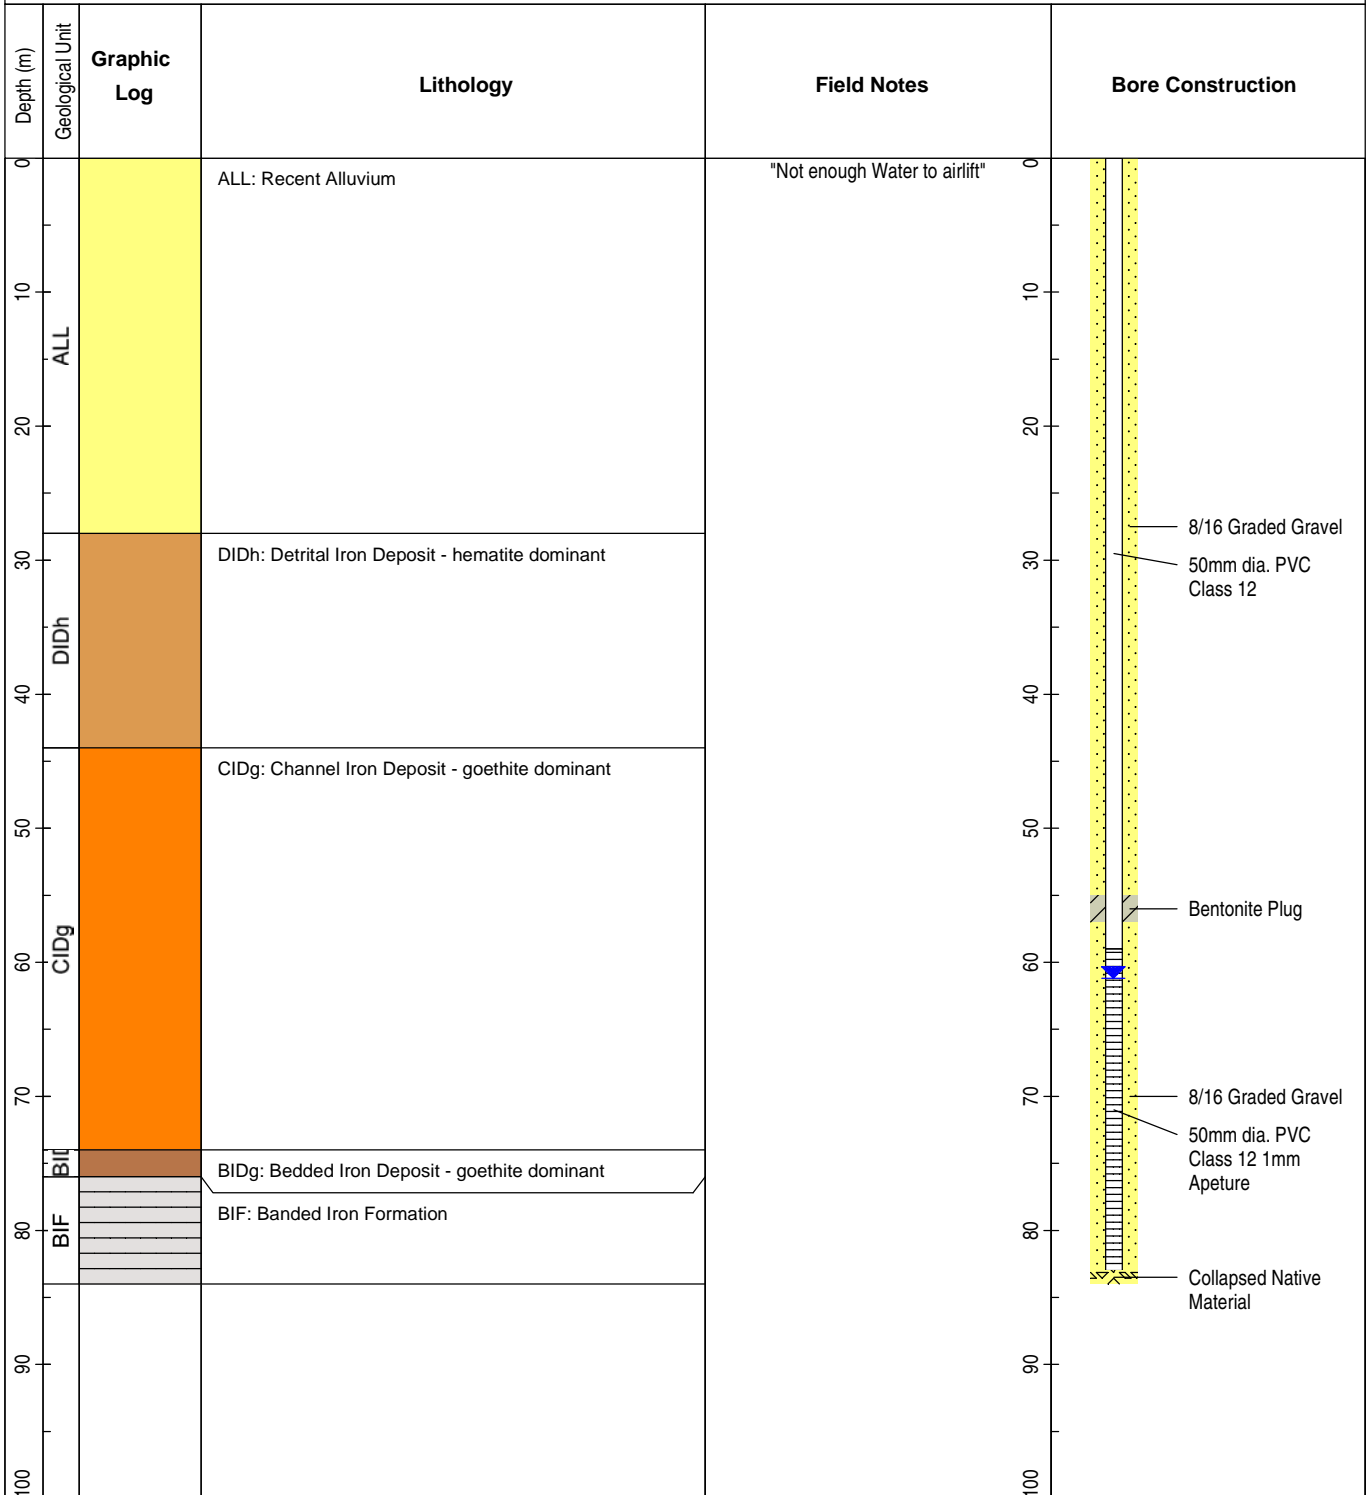 Depth (m)
Geological Unit
Graphic
Log
Lithology
Field Notes
Bore Construction
0
10
20
30
40
50
60
70
80
90
100
ALL
DIDh
CIDg
BID
BIF
ALL: Recent Alluvium
DIDh: Detrital Iron Deposit - hematite dominant
CIDg: Channel Iron Deposit - goethite dominant
BIDg: Bedded Iron Deposit - goethite dominant
BIF: Banded Iron Formation
"Not enough Water to airlift"
0
10
20
30
40
50
60
70
80
90
100
8/16 Graded Gravel
50mm dia. PVC
Class 12
Bentonite Plug
8/16 Graded Gravel
50mm dia. PVC
Class 12 1mm
Apeture
Collapsed Native
Material